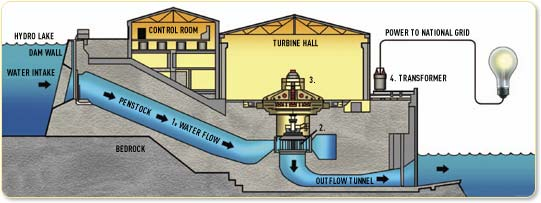 HYDRO LAKE
DAM WALL
WATER INTAKE
CONTROL ROOM
TURBINE HALL
POWER TO NATIONAL GRID
3.
4. TRANSFORMER
PENSTOCK
1. WATER FLOW
2.
BEDROCK
OUTFLOW TUNNEL